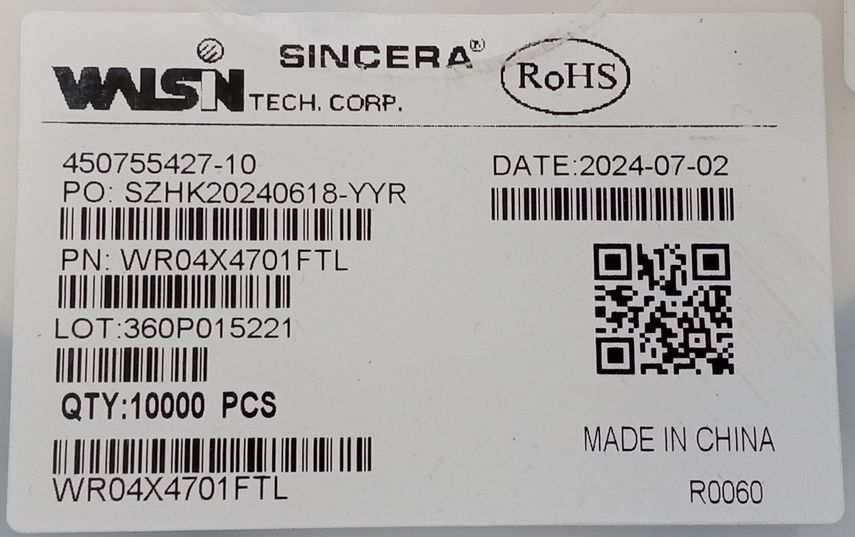 WALSIN TECH. CORP.
SINCERA®
RoHS
450755427-10
DATE:2024-07-02
PO: SZHK20240618-YYR
PN: WR04X4701FTL
LOT:360P015221
QTY:10000 PCS
WR04X4701FTL
MADE IN CHINA
R0060